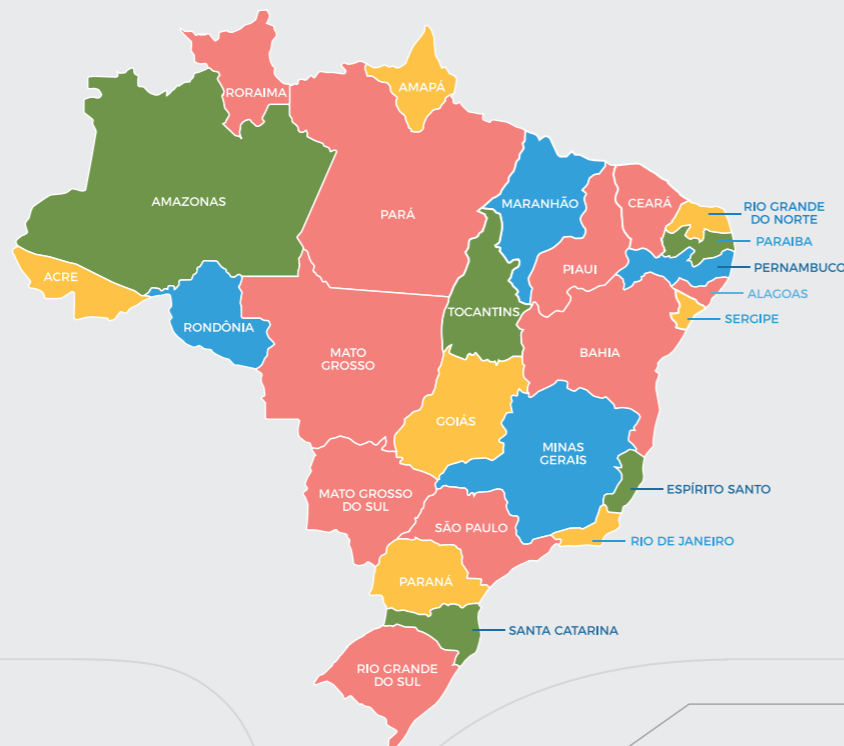 RORAIMA
AMAPÁ
AMAZONAS
PARÁ
MARANHÃO
CEARÁ
RIO GRANDE
DO NORTE
PARAIBA
PERNAMBUCO
PIAUI
ACRE
ALAGOAS
TOCANTINS
SERGIPE
RONDÔNIA
MATO
GROSSO
BAHIA
GOIÁS
MINAS
GERAIS
ESPÍRITO SANTO
MATO GROSSO
DO SUL
SÃO PAULO
RIO DE JANEIRO
PARANÁ
SANTA CATARINA
RIO GRANDE
DO SUL